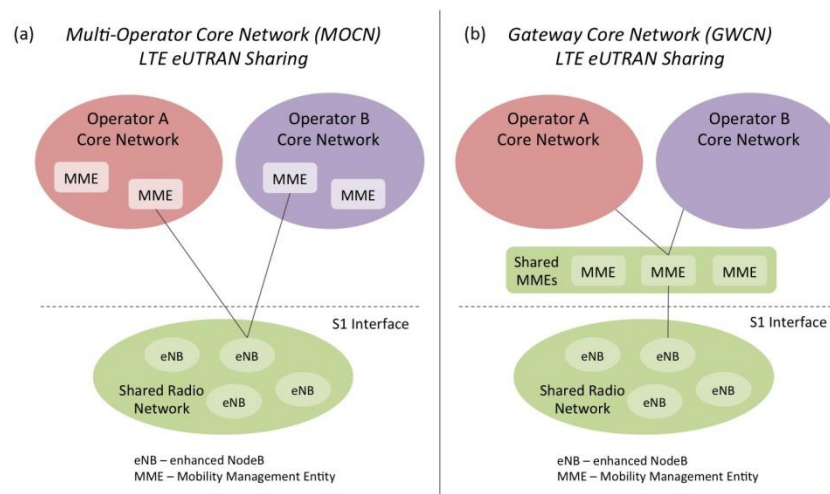 (a)
Multi-Operator Core Network (MOCN)
LTE eUTRAN Sharing
Operator A
Core Network
MME
MME
Operator B
Core Network
MME
MME
S1 Interface
eNB
eNB
Shared Radio
Network
eNB
eNB
eNB – enhanced NodeB
MME – Mobility Management Entity
(b)
Gateway Core Network (GWCN)
LTE eUTRAN Sharing
Operator A
Core Network
Operator B
Core Network
Shared
MMEs
MME
MME
MME
S1 Interface
eNB
eNB
Shared Radio
Network
eNB
eNB
eNB – enhanced NodeB
MME – Mobility Management Entity